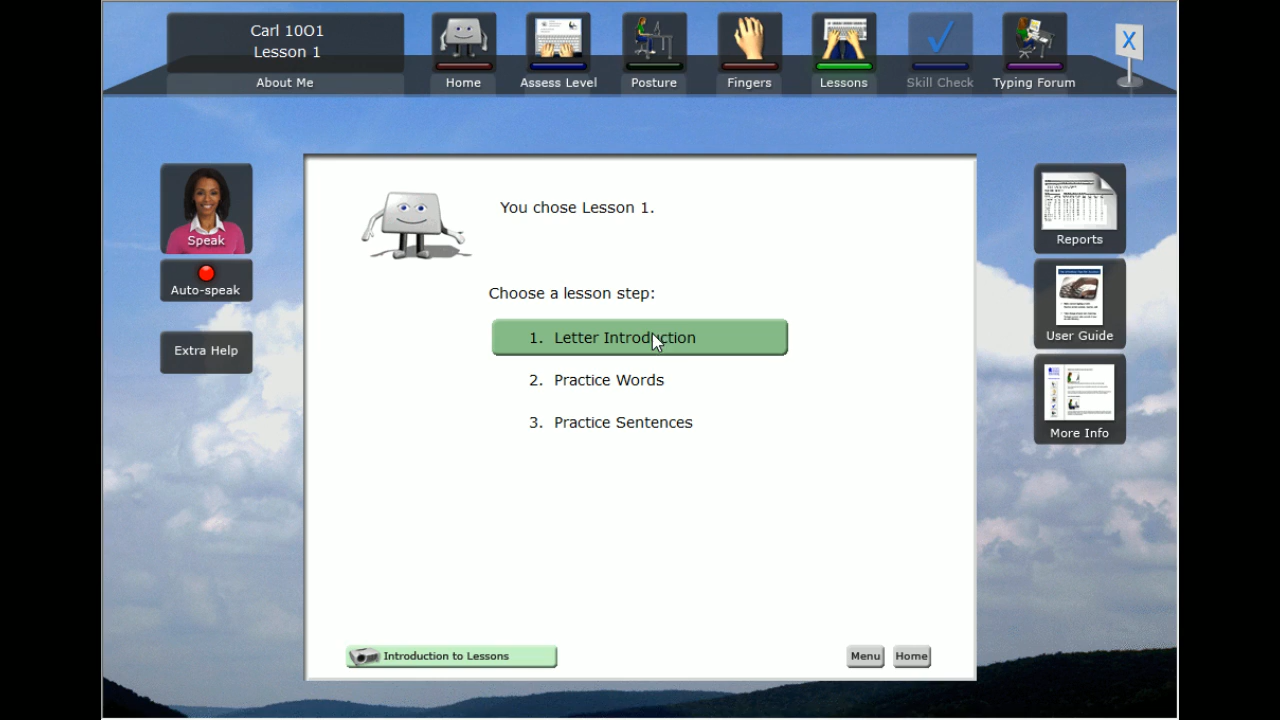 Carl 10O1
Lesson 1
About Me
Home
Assess Level
Posture
Fingers
Lessons
Skill Check
Typing Forum
X
Speak
Auto-speak
Extra Help
You chose Lesson 1.
Choose a lesson step:
1. Letter Introduction
2. Practice Words
3. Practice Sentences
Introduction to Lessons
Menu
Home
Reports
User Guide
More Info